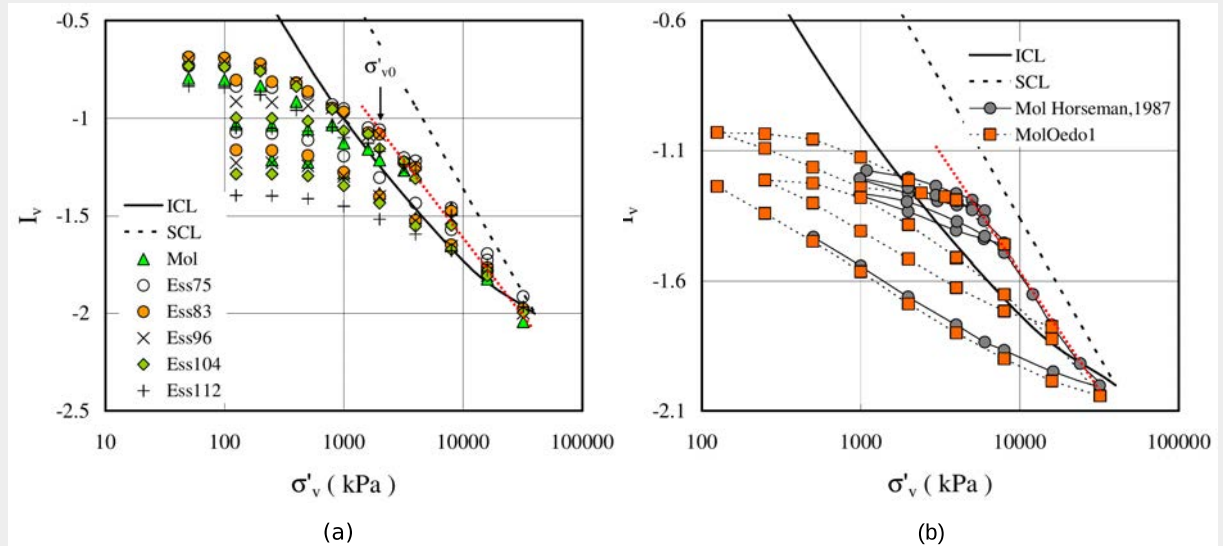 -0.5
-1
-1.5
-2
-2.5
I_v
σ'_v0
ICL
SCL
Mol
Ess75
Ess83
Ess96
Ess104
Ess112
10
100
1000
10000
100000
σ'_v ( kPa )
(a)
-0.6
-1.1
-1.6
-2.1
I_v
ICL
SCL
Mol Horseman,1987
MolOedo1
100
1000
10000
100000
σ'_v ( kPa )
(b)